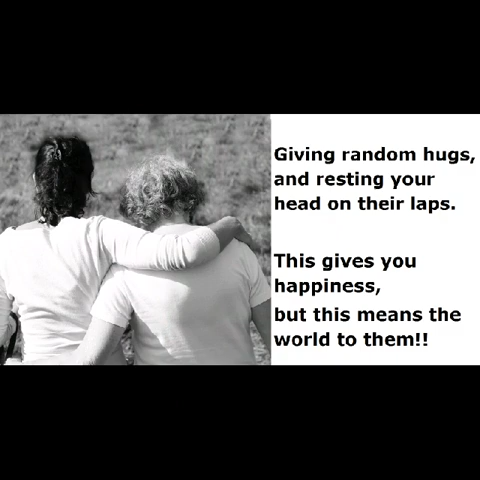 Giving random hugs,
and resting your
head on their laps.
This gives you
happiness,
but this means the
world to them!!